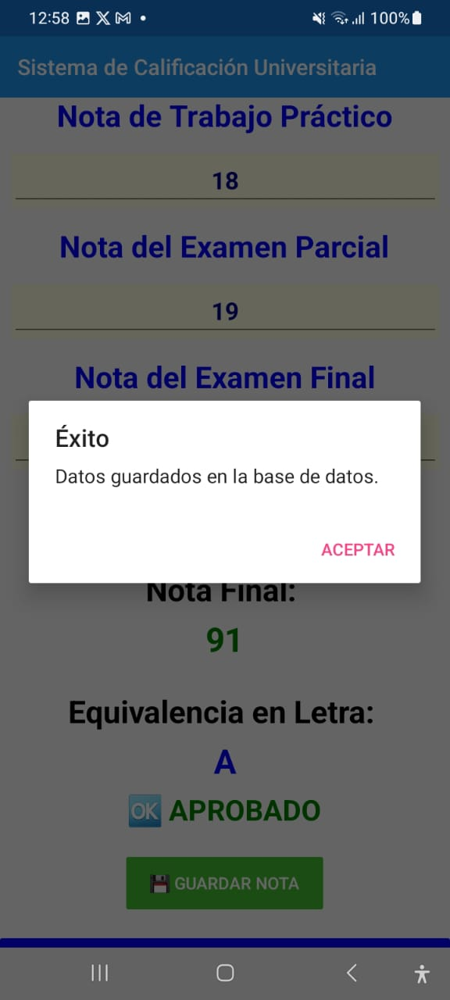 12:58
100%
Sistema de Calificación Universitaria
Nota de Trabajo Práctico
18
Nota del Examen Parcial
19
Nota del Examen Final
Éxito
Datos guardados en la base de datos.
ACEPTAR
Nota Final:
91
Equivalencia en Letra:
A
🆗 APROBADO
💾 GUARDAR NOTA